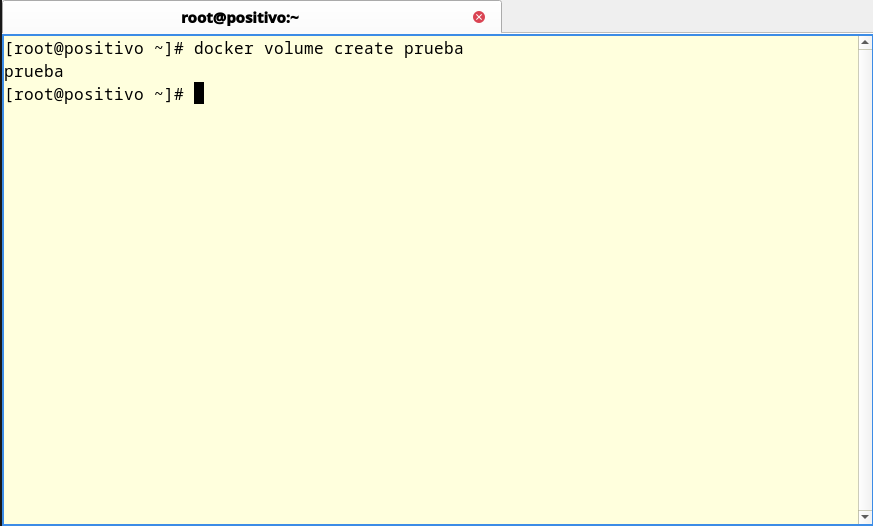 root@positivo:~
[root@positivo ~]# docker volume create prueba
prueba
[root@positivo ~]#